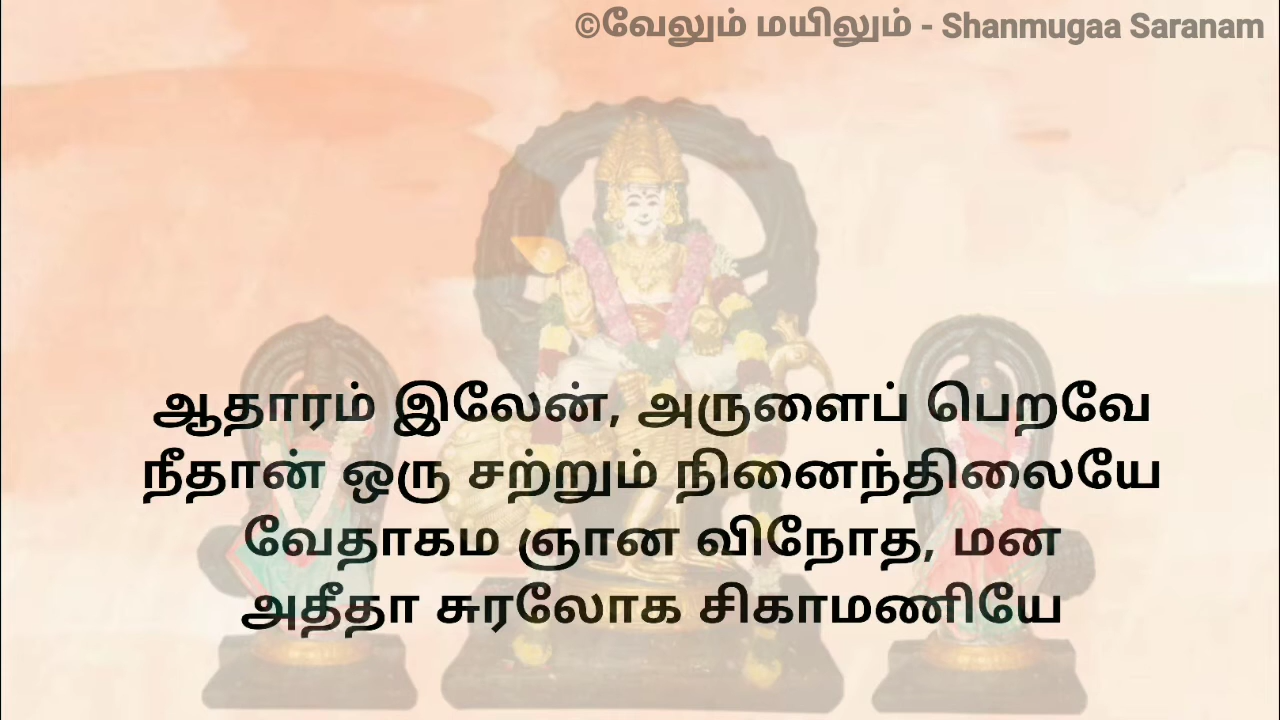 ©வேலும் மயிலும் - Shanmugaa Saranam
ஆதாரம் இலேன், அருளைப் பெறவே
நீதான் ஒரு சற்றும் நினைந்திலையே
வேதாகம ஞான விநோத, மன
அதீதா சுரலோக சிகாமணியே